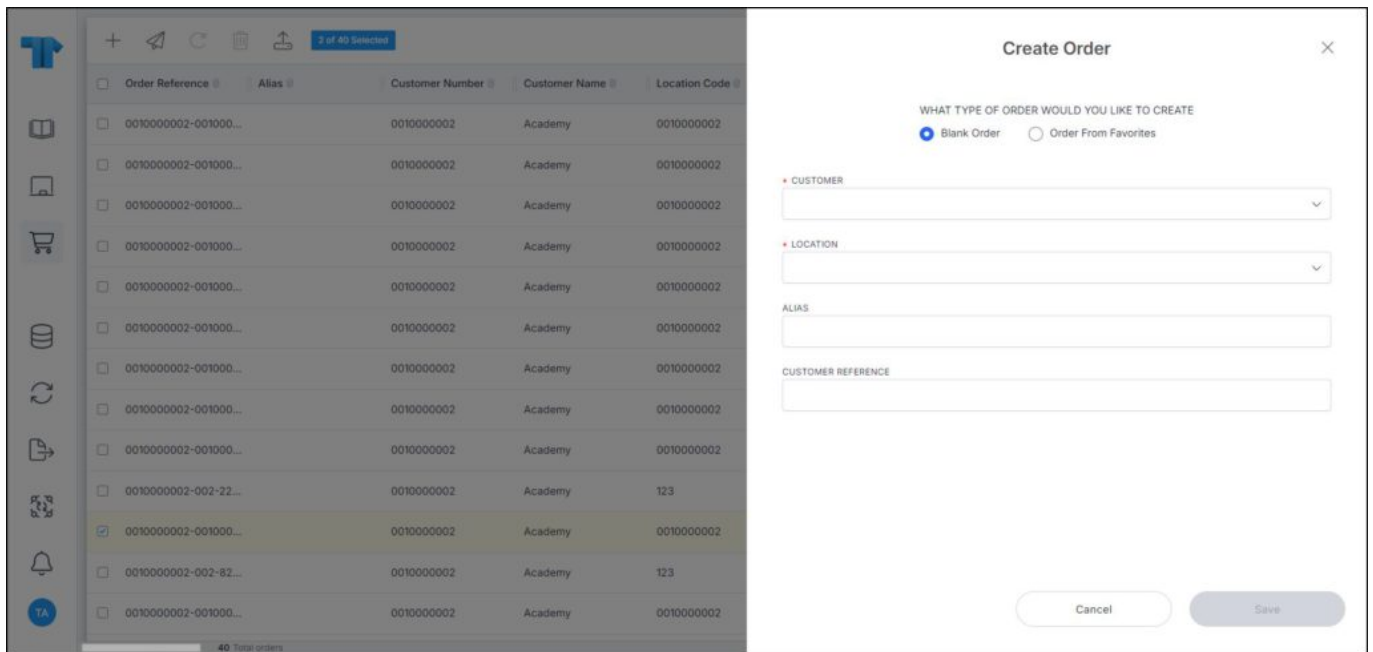 3 of 40 Selected
Order Reference Alias Customer Number Customer Name Location Code
0010000002-001000... 0010000002 Academy 0010000002
0010000002-001000... 0010000002 Academy 0010000002
0010000002-001000... 0010000002 Academy 0010000002
0010000002-001000... 0010000002 Academy 0010000002
0010000002-001000... 0010000002 Academy 0010000002
0010000002-001000... 0010000002 Academy 0010000002
0010000002-001000... 0010000002 Academy 0010000002
0010000002-001000... 0010000002 Academy 0010000002
0010000002-001000... 0010000002 Academy 0010000002
0010000002-002-22... 0010000002 Academy 123
0010000002-001000... 0010000002 Academy 0010000002
0010000002-002-82... 0010000002 Academy 123
0010000002-001000... 0010000002 Academy 0010000002
40 Total orders
TA
Create Order
WHAT TYPE OF ORDER WOULD YOU LIKE TO CREATE
Blank Order Order From Favorites
* CUSTOMER
* LOCATION
ALIAS
CUSTOMER REFERENCE
Cancel Save